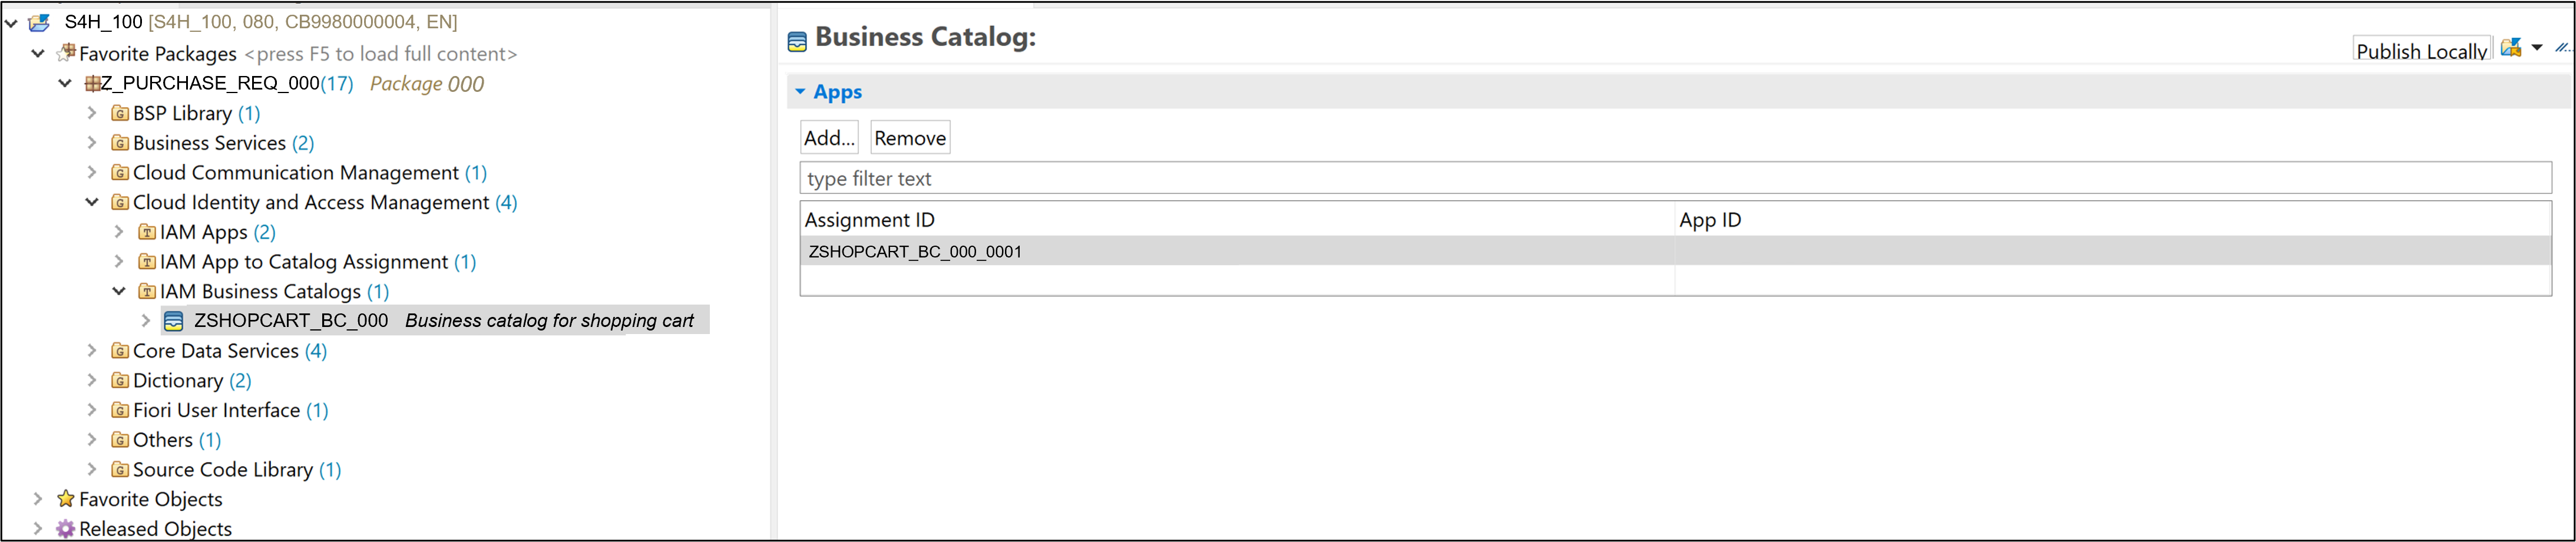 S4H_100 [S4H_100, 080, CB9980000004, EN]
Favorite Packages <press F5 to load full content>
Z_PURCHASE_REQ_000(17) Package 000
BSP Library (1)
Business Services (2)
Cloud Communication Management (1)
Cloud Identity and Access Management (4)
IAM Apps (2)
IAM App to Catalog Assignment (1)
IAM Business Catalogs (1)
ZSHOPCART_BC_000 Business catalog for shopping cart
Core Data Services (4)
Dictionary (2)
Fiori User Interface (1)
Others (1)
Source Code Library (1)
Favorite Objects
Released Objects
Business Catalog:
Publish Locally
Apps
Add... Remove
type filter text
Assignment ID App ID
ZSHOPCART_BC_000_0001